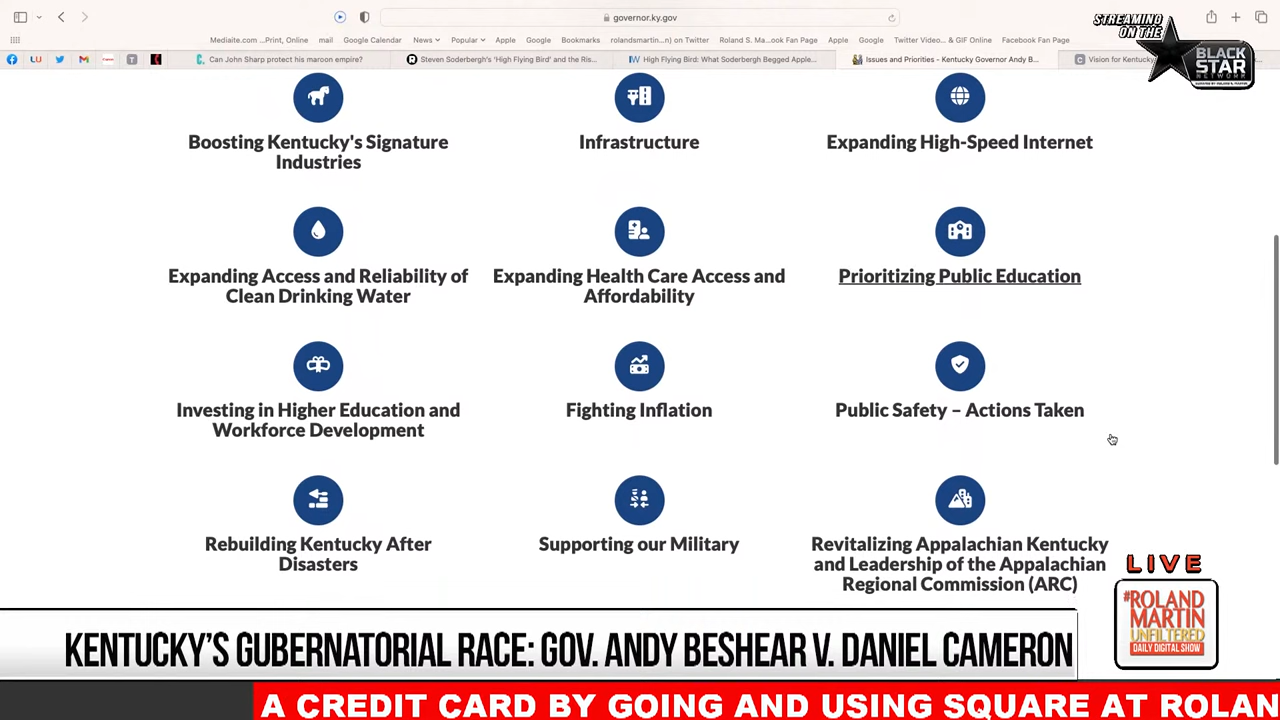 governor.ky.gov
STREAMING
ON THE
BLACK
STAR
NETWORK
Mediaite.com ...Print, Online mail Google Calendar News Popular Apple Google Bookmarks rolandsmartin...n) on Twitter Roland S. Ma...ook Fan Page Apple Google Twitter Video... & GIF Online Facebook Fan Page
Can John Sharp protect his maroon empire? Steven Soderbergh's 'High Flying Bird' and the Ris... High Flying Bird: What Soderbergh Begged Apple... Issues and Priorities - Kentucky Governor Andy B... Vision for Kentucky
Boosting Kentucky's Signature
Industries
Infrastructure
Expanding High-Speed Internet
Expanding Access and Reliability of
Clean Drinking Water
Expanding Health Care Access and
Affordability
Prioritizing Public Education
Investing in Higher Education and
Workforce Development
Fighting Inflation
Public Safety – Actions Taken
Rebuilding Kentucky After
Disasters
Supporting our Military
Revitalizing Appalachian Kentucky
and Leadership of the Appalachian
Regional Commission (ARC)
LIVE
#ROLAND
MARTIN
UNFILTERED
DAILY DIGITAL SHOW
KENTUCKY'S GUBERNATORIAL RACE: GOV. ANDY BESHEAR V. DANIEL CAMERON
A CREDIT CARD BY GOING AND USING SQUARE AT ROLAN